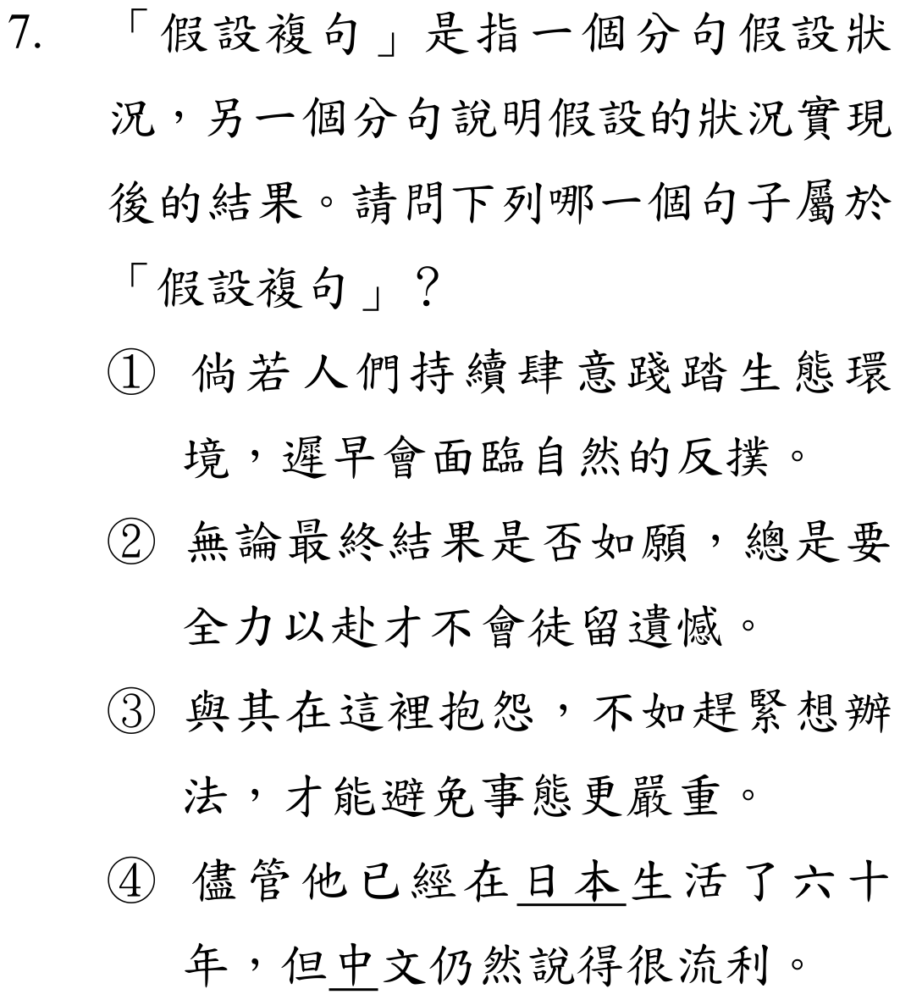 7. 「假設複句」是指一個分句假設狀
況，另一個分句說明假設的狀況實現
後的結果。請問下列哪一個句子屬於
「假設複句」？
① 倘若人們持續肆意踐踏生態環
境，遲早會面臨自然的反撲。
② 無論最終結果是否如願，總是要
全力以赴才不會徒留遺憾。
③ 與其在這裡抱怨，不如趕緊想辦
法，才能避免事態更嚴重。
④ 儘管他已經在日本生活了六十
年，但中文仍然說得很流利。